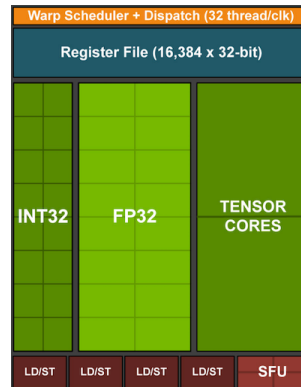 Warp Scheduler + Dispatch (32 thread/clk)
Register File (16,384 x 32-bit)
INT32
FP32
TENSOR
CORES
LD/ST
LD/ST
LD/ST
LD/ST
SFU